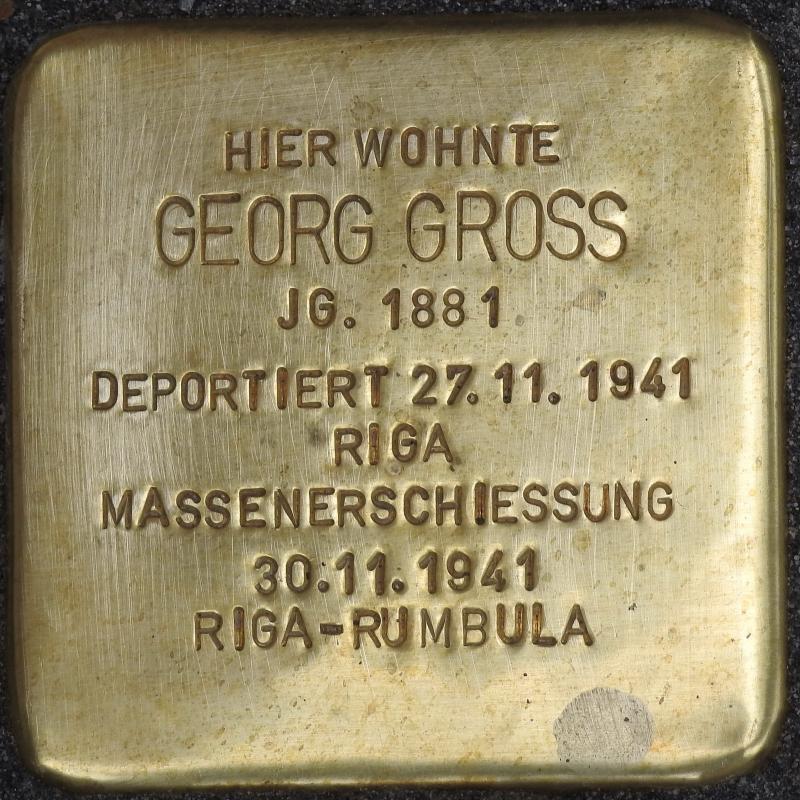 HIER WOHNTE
GEORG GROSS
JG. 1881
DEPORTIERT 27.11.1941
RIGA
MASSENERSCHIESSUNG
30.11.1941
RIGA-RUMBULA